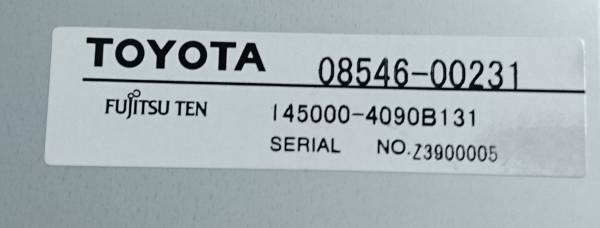 TOYOTA 08546-00231
FUJITSU TEN 145000-4090B131
SERIAL NO.Z3900005